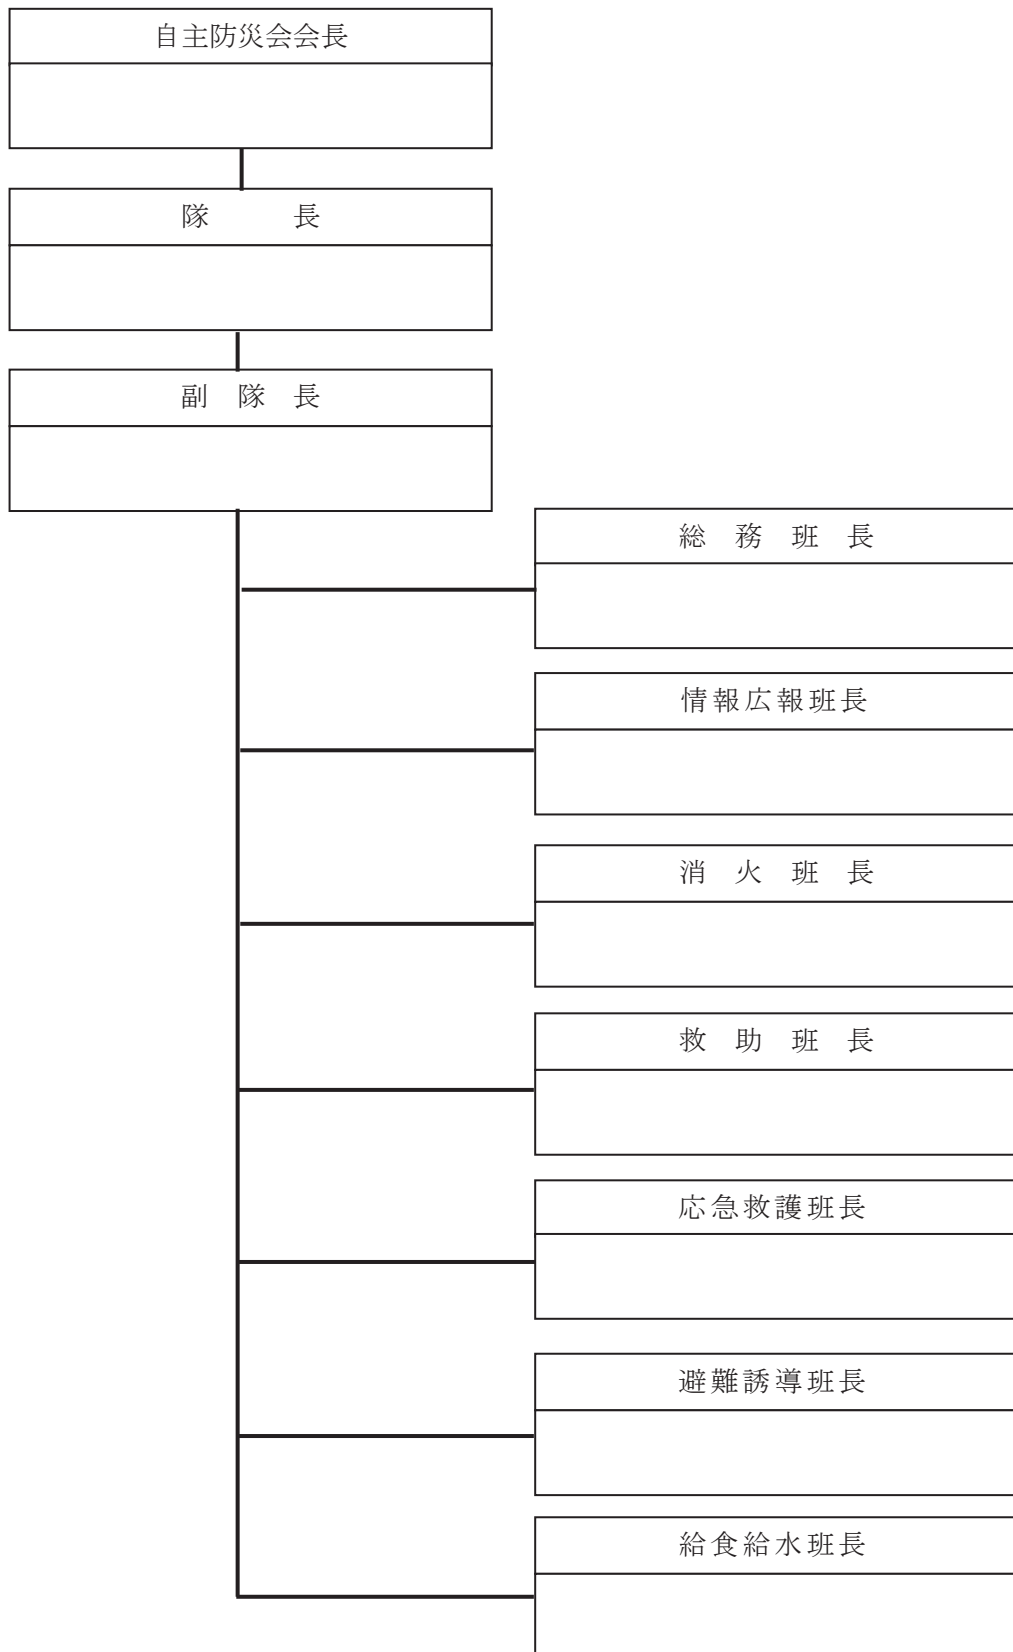 自主防災会会長
隊　　　長
副　隊　長
総　務　班　長
情報広報班長
消　火　班　長
救　助　班　長
応急救護班長
避難誘導班長
給食給水班長